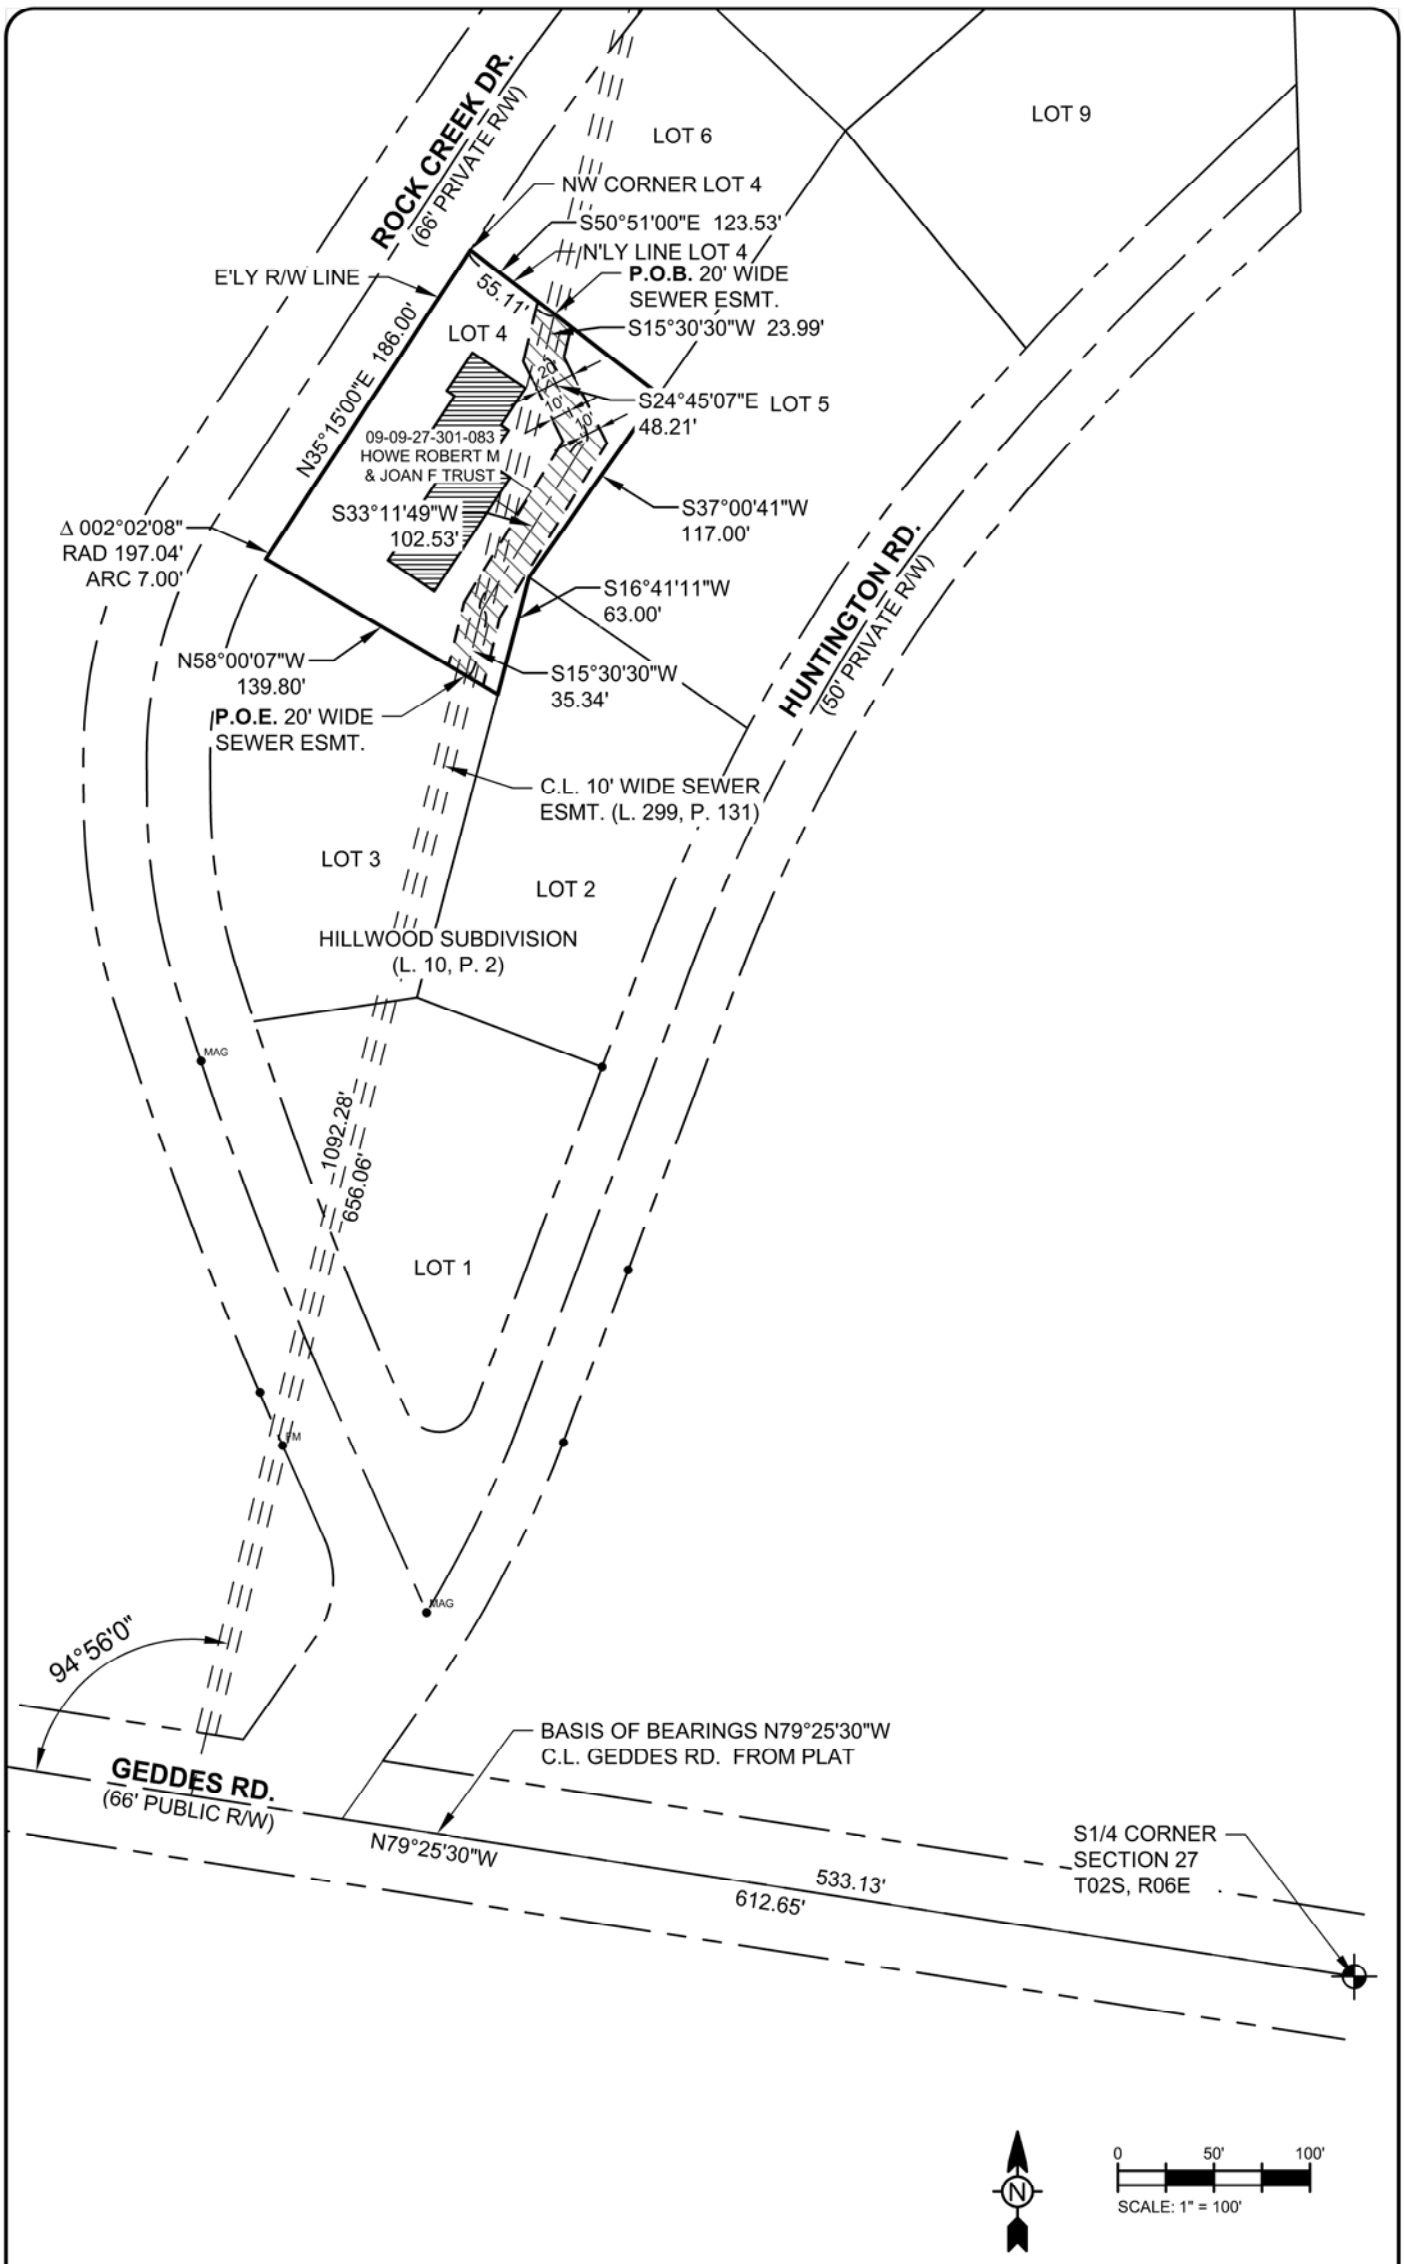 ROCK CREEK DR.
(66' PRIVATE R/W)
LOT 9
LOT 6
NW CORNER LOT 4
S50°51'00"E 123.53'
N'LY LINE LOT 4
P.O.B. 20' WIDE
SEWER ESMT.
E'LY R/W LINE
55.11'
S15°30'30"W 23.99'
LOT 4
N35°15'00"E 186.00'
20'
10'
10'
S24°45'07"E
48.21'
LOT 5
09-09-27-301-083
HOWE ROBERT M
& JOAN F TRUST
S33°11'49"W
102.53'
S37°00'41"W
117.00'
Δ 002°02'08"
RAD 197.04'
ARC 7.00'
S16°41'11"W
63.00'
HUNTINGTON RD.
(50' PRIVATE R/W)
N58°00'07"W
139.80'
S15°30'30"W
35.34'
P.O.E. 20' WIDE
SEWER ESMT.
C.L. 10' WIDE SEWER
ESMT. (L. 299, P. 131)
LOT 3
LOT 2
HILLWOOD SUBDIVISION
(L. 10, P. 2)
MAG
1092.28'
656.06'
LOT 1
FM
MAG
94°56'0"
BASIS OF BEARINGS N79°25'30"W
C.L. GEDDES RD. FROM PLAT
GEDDES RD.
(66' PUBLIC R/W)
N79°25'30"W
533.13'
612.65'
S1/4 CORNER
SECTION 27
T02S, R06E
N
0 50' 100'
SCALE: 1" = 100'